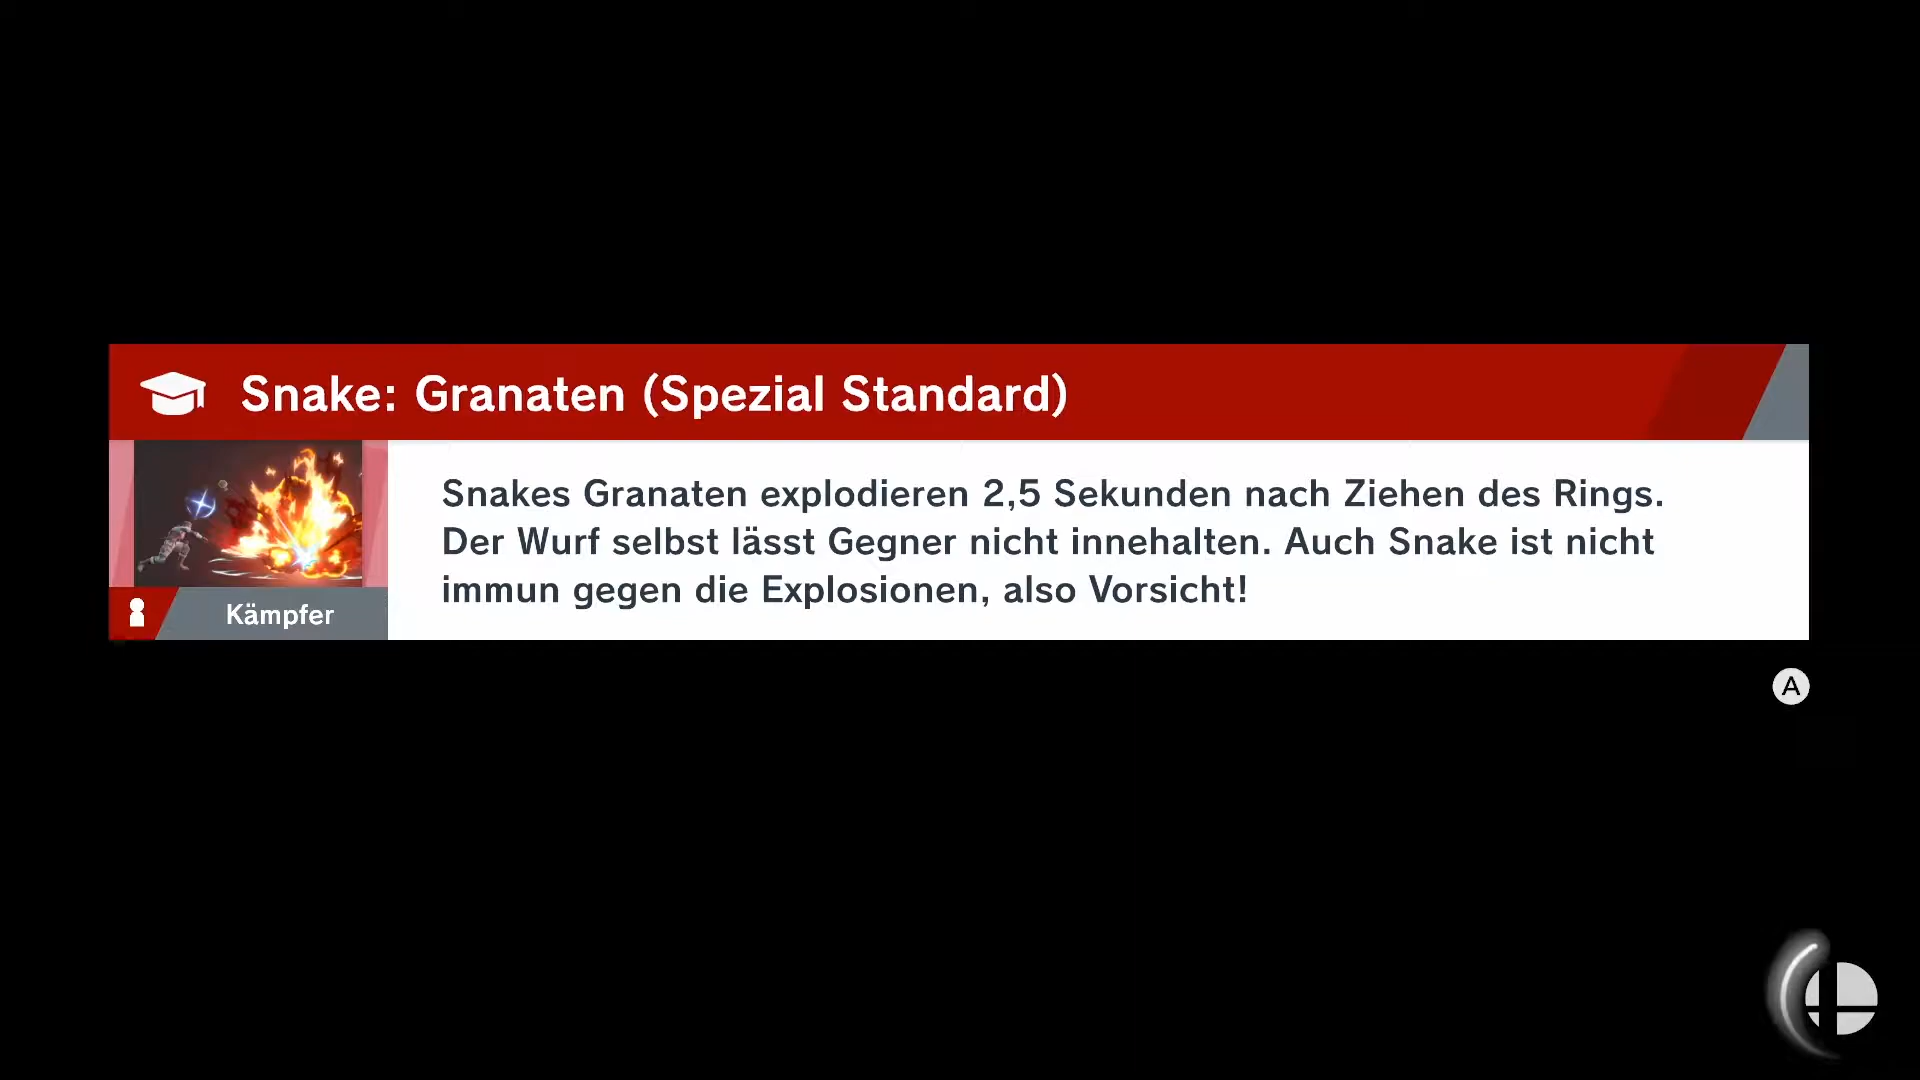 Snake: Granaten (Spezial Standard)
Snakes Granaten explodieren 2,5 Sekunden nach Ziehen des Rings.
Der Wurf selbst lässt Gegner nicht innehalten. Auch Snake ist nicht
immun gegen die Explosionen, also Vorsicht!
Kämpfer
A